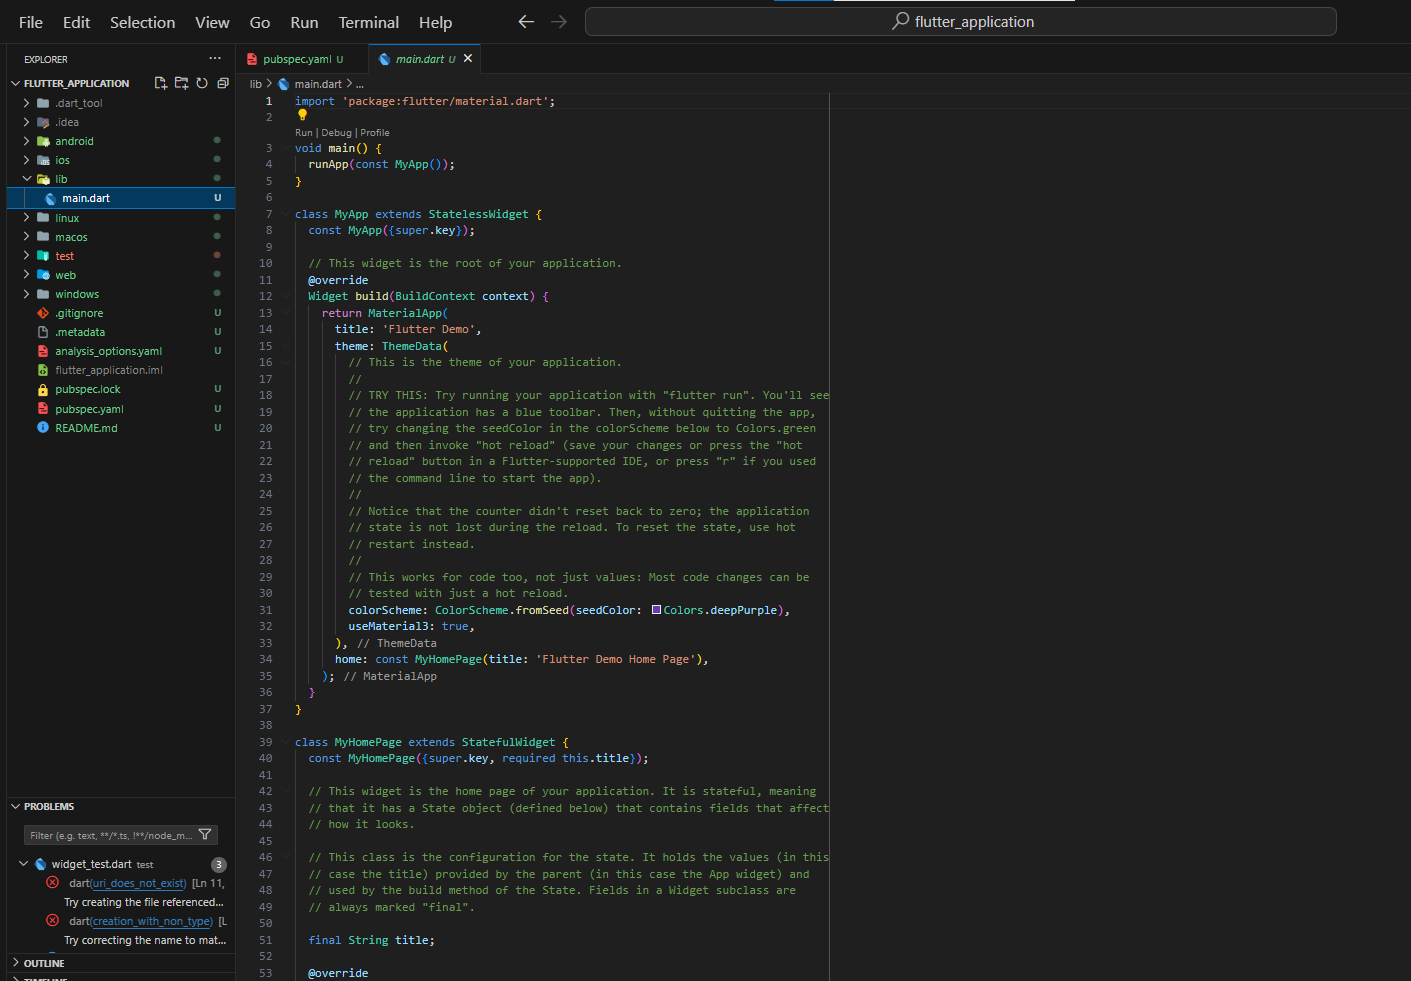 File Edit Selection View Go Run Terminal Help
flutter_application
EXPLORER
FLUTTER_APPLICATION
.dart_tool
.idea
android
ios
lib
main.dart U
linux
macos
test
web
windows
.gitignore U
.metadata U
analysis_options.yaml U
flutter_application.iml
pubspec.lock U
pubspec.yaml U
README.md U
PROBLEMS
Filter (e.g. text, **/*.ts, !**/node_m...
widget_test.dart test 3
dart(uri_does_not_exist) [Ln 11,
Try creating the file referenced...
dart(creation_with_non_type) [L
Try correcting the name to mat...
OUTLINE
TIMELINE
pubspec.yaml U
main.dart U
lib > main.dart > ...
1 import 'package:flutter/material.dart';
2
Run | Debug | Profile
3 void main() {
4 runApp(const MyApp());
5 }
6
7 class MyApp extends StatelessWidget {
8 const MyApp({super.key});
9
10 // This widget is the root of your application.
11 @override
12 Widget build(BuildContext context) {
13 return MaterialApp(
14 title: 'Flutter Demo',
15 theme: ThemeData(
16 // This is the theme of your application.
17 //
18 // TRY THIS: Try running your application with "flutter run". You'll see
19 // the application has a blue toolbar. Then, without quitting the app,
20 // try changing the seedColor in the colorScheme below to Colors.green
21 // and then invoke "hot reload" (save your changes or press the "hot
22 // reload" button in a Flutter-supported IDE, or press "r" if you used
23 // the command line to start the app).
24 //
25 // Notice that the counter didn't reset back to zero; the application
26 // state is not lost during the reload. To reset the state, use hot
27 // restart instead.
28 //
29 // This works for code too, not just values: Most code changes can be
30 // tested with just a hot reload.
31 colorScheme: ColorScheme.fromSeed(seedColor: Colors.deepPurple),
32 useMaterial3: true,
33 ), // ThemeData
34 home: const MyHomePage(title: 'Flutter Demo Home Page'),
35 ); // MaterialApp
36 }
37 }
38
39 class MyHomePage extends StatefulWidget {
40 const MyHomePage({super.key, required this.title});
41
42 // This widget is the home page of your application. It is stateful, meaning
43 // that it has a State object (defined below) that contains fields that affect
44 // how it looks.
45
46 // This class is the configuration for the state. It holds the values (in this
47 // case the title) provided by the parent (in this case the App widget) and
48 // used by the build method of the State. Fields in a Widget subclass are
49 // always marked "final".
50
51 final String title;
52
53 @override